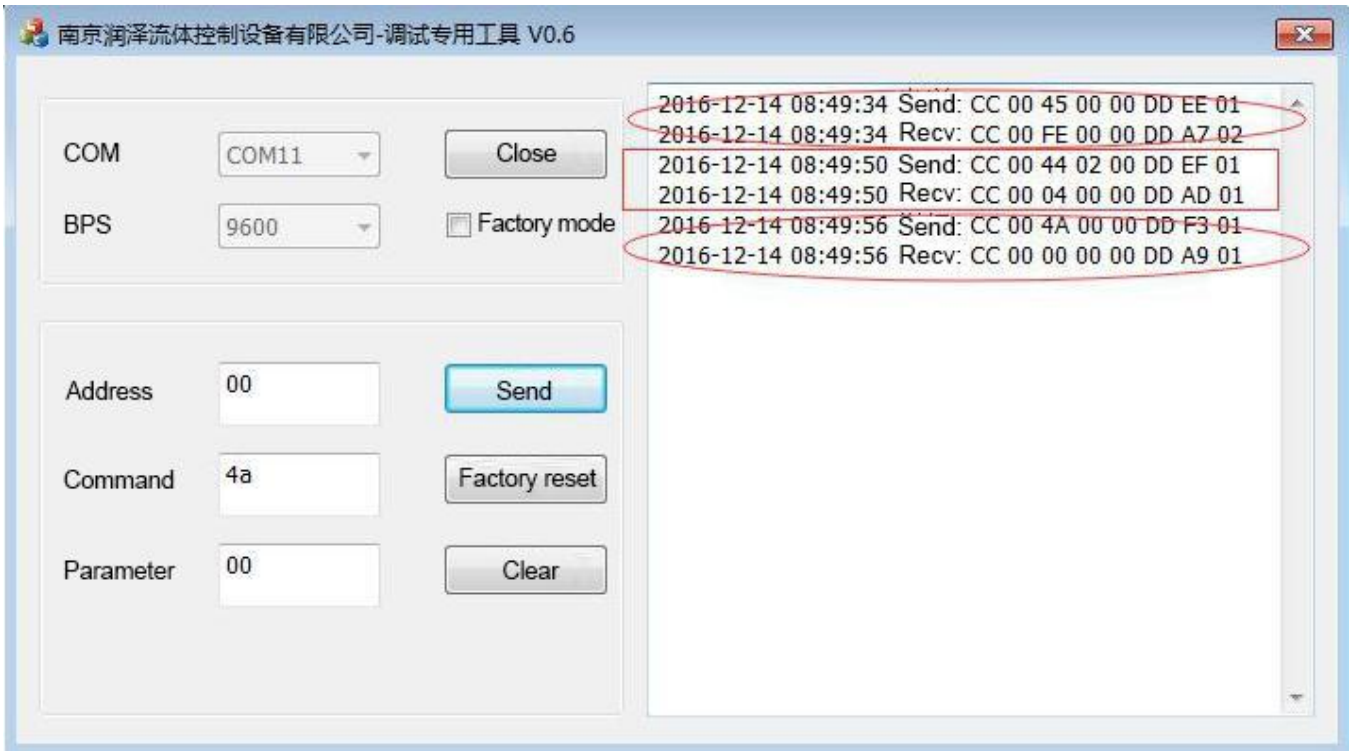 南京润泽流体控制设备有限公司-调试专用工具 V0.6
COM
COM11
Close
BPS
9600
Factory mode
Address
00
Send
Command
4a
Factory reset
Parameter
00
Clear
2016-12-14 08:49:34 Send: CC 00 45 00 00 DD EE 01
2016-12-14 08:49:34 Recv: CC 00 FE 00 00 DD A7 02
2016-12-14 08:49:50 Send: CC 00 44 02 00 DD EF 01
2016-12-14 08:49:50 Recv: CC 00 04 00 00 DD AD 01
2016-12-14 08:49:56 Send: CC 00 4A 00 00 DD F3 01
2016-12-14 08:49:56 Recv: CC 00 00 00 00 DD A9 01